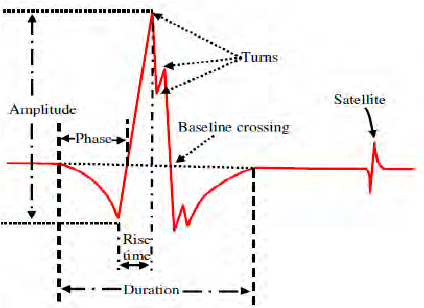 Turns
Satellite
Amplitude
Baseline crossing
Phase
Rise
time
Duration